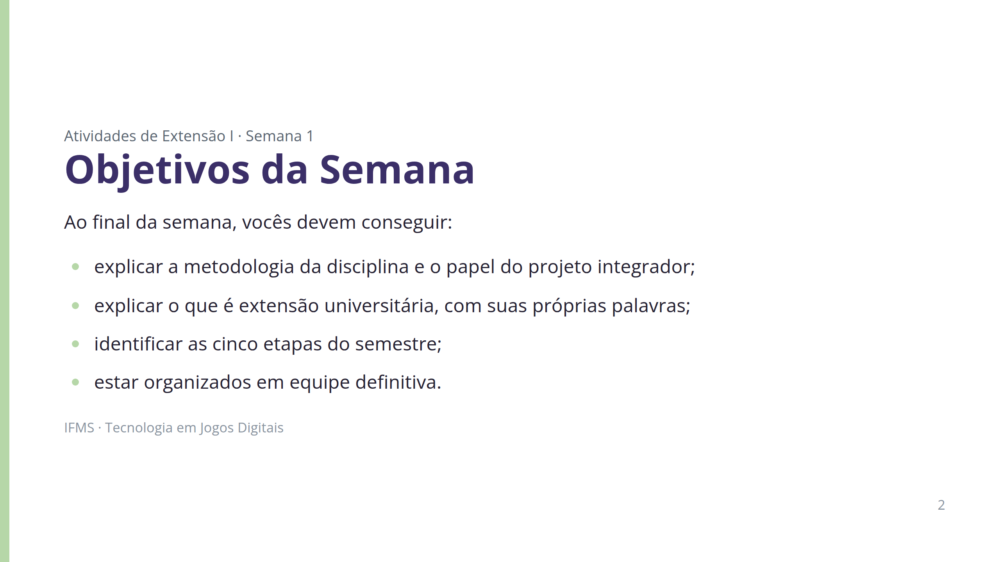 Atividades de Extensão I · Semana 1
Objetivos da Semana
Ao final da semana, vocês devem conseguir:
• explicar a metodologia da disciplina e o papel do projeto integrador;
• explicar o que é extensão universitária, com suas próprias palavras;
• identificar as cinco etapas do semestre;
• estar organizados em equipe definitiva.
IFMS · Tecnologia em Jogos Digitais
2